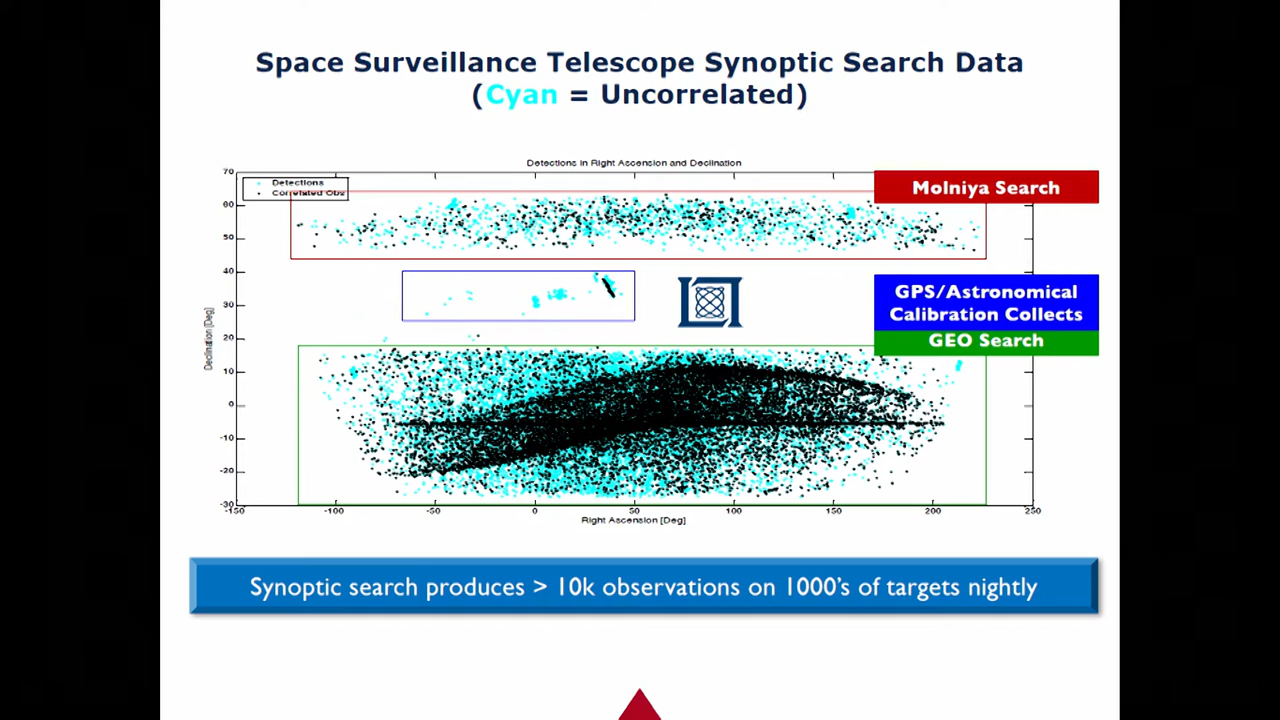 Space Surveillance Telescope Synoptic Search Data
(Cyan = Uncorrelated)
Detections in Right Ascension and Declination
Detections
Correlated Obs
Molniya Search
GPS/Astronomical
Calibration Collects
GEO Search
Declination [Deg]
70
60
50
40
30
20
10
0
-10
-20
-30
-150 -100 -50 0 50 100 150 200 250
Right Ascension [Deg]
Synoptic search produces > 10k observations on 1000's of targets nightly